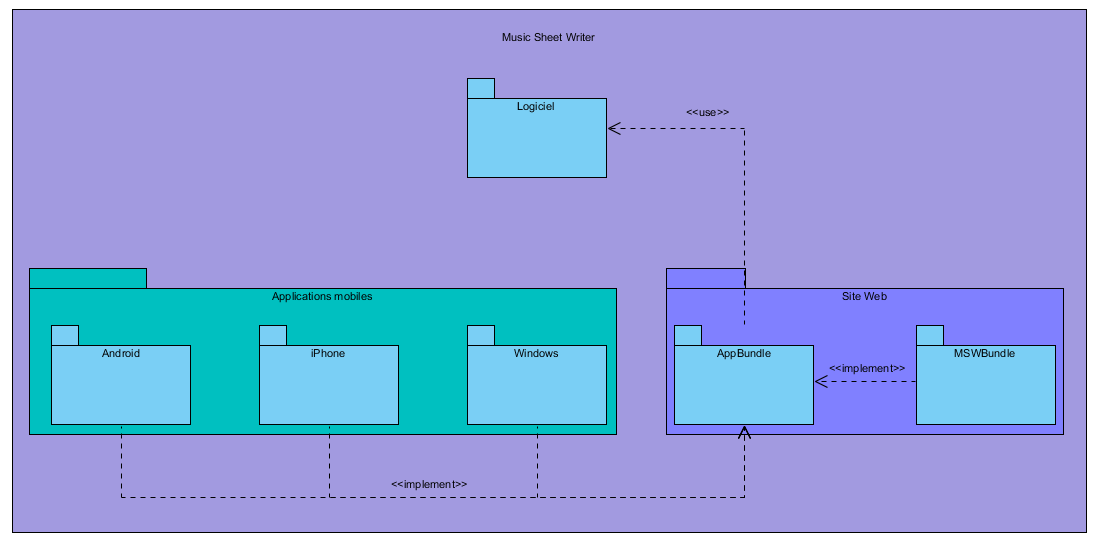 Music Sheet Writer
Logiciel
<<use>>
Applications mobiles
Site Web
Android
iPhone
Windows
AppBundle
MSWBundle
<<implement>>
<<implement>>